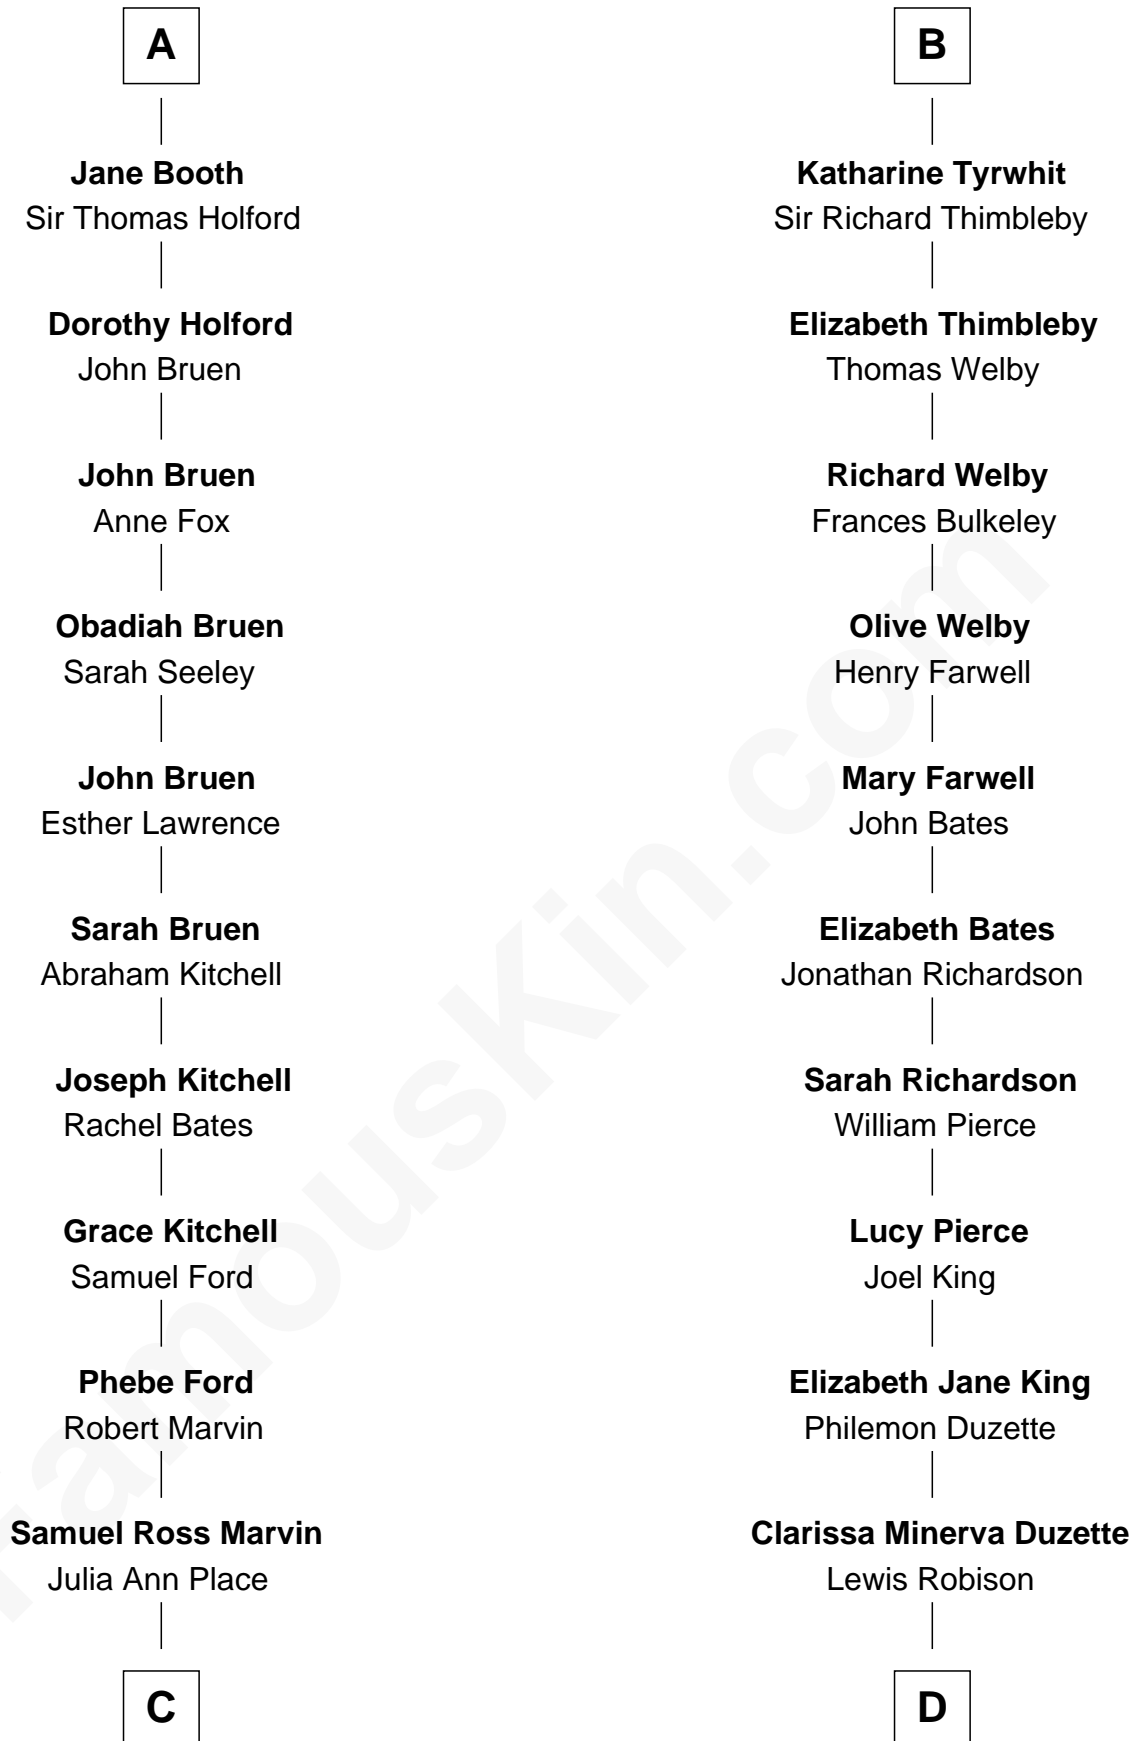 A
Jane Booth
Sir Thomas Holford
Dorothy Holford
John Bruen
John Bruen
Anne Fox
Obadiah Bruen
Sarah Seeley
John Bruen
Esther Lawrence
Sarah Bruen
Abraham Kitchell
Joseph Kitchell
Rachel Bates
Grace Kitchell
Samuel Ford
Phebe Ford
Robert Marvin
Samuel Ross Marvin
Julia Ann Place
C
B
Katharine Tyrwhit
Sir Richard Thimbleby
Elizabeth Thimbleby
Thomas Welby
Richard Welby
Frances Bulkeley
Olive Welby
Henry Farwell
Mary Farwell
John Bates
Elizabeth Bates
Jonathan Richardson
Sarah Richardson
William Pierce
Lucy Pierce
Joel King
Elizabeth Jane King
Philemon Duzette
Clarissa Minerva Duzette
Lewis Robison
D
FamousKin.com